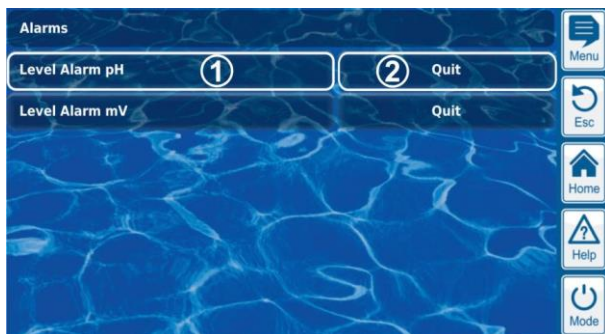 Alarms
Level Alarm pH ① ② Quit
Level Alarm mV Quit
Menu
Esc
Home
? Help
Mode